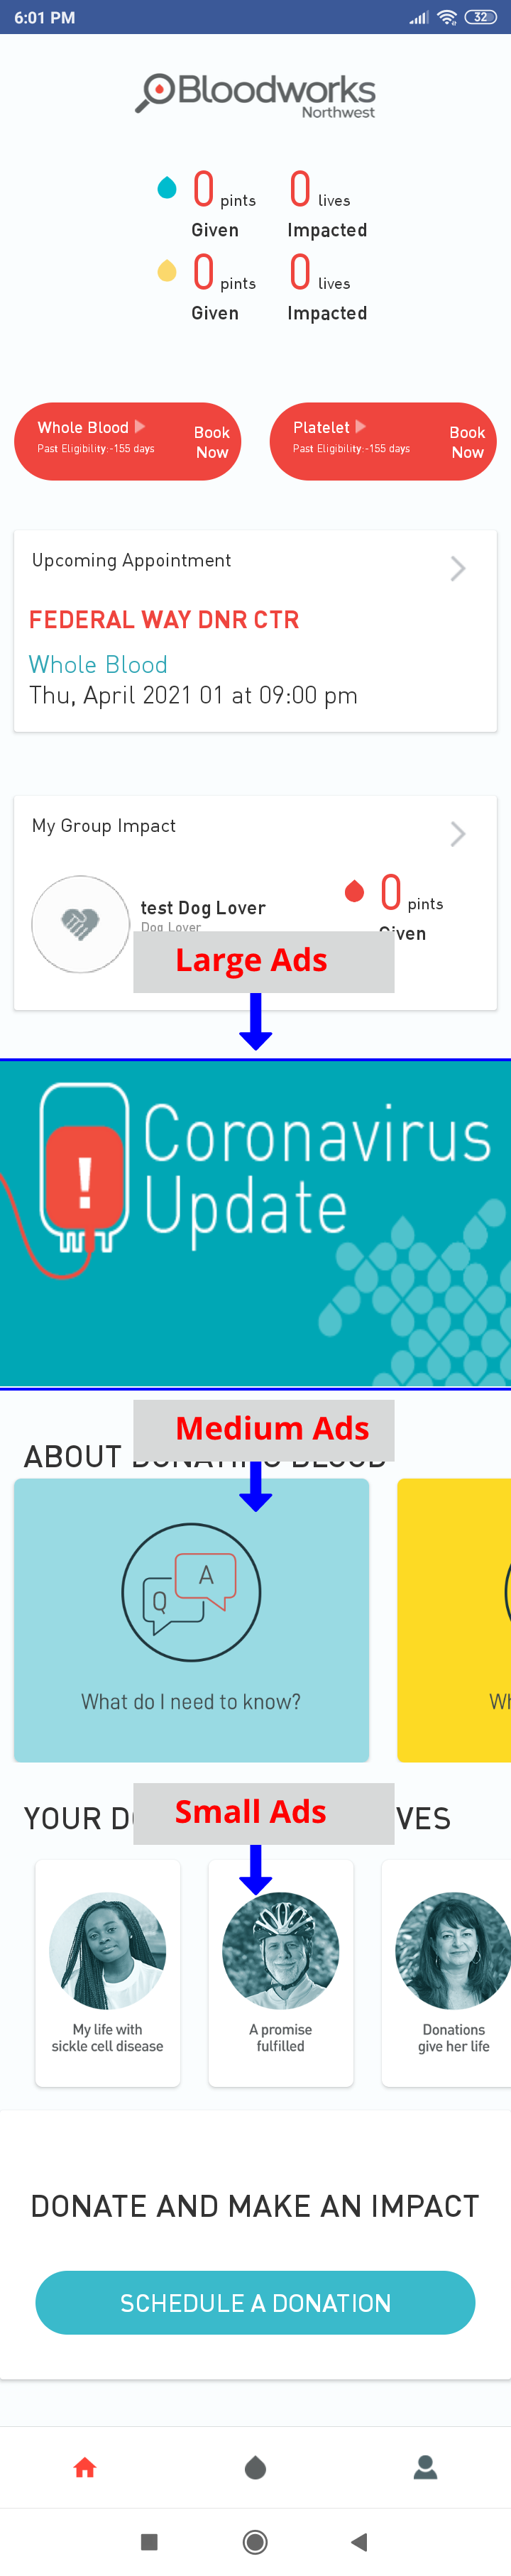 6:01 PM
32
Bloodworks
Northwest
0 pints 0 lives
Given Impacted
0 pints 0 lives
Given Impacted
Whole Blood
Past Eligibility:-155 days
Book
Now
Platelet
Past Eligibility:-155 days
Book
Now
Upcoming Appointment
FEDERAL WAY DNR CTR
Whole Blood
Thu, April 2021 01 at 09:00 pm
My Group Impact
test Dog Lover
Dog Lover
0 pints
Given
Large Ads
!
Coronavirus
Update
Medium Ads
ABOUT DONATING BLOOD
Q A
What do I need to know?
Small Ads
YOUR
VES
My life with
sickle cell disease
A promise
fulfilled
Donations
give her life
DONATE AND MAKE AN IMPACT
SCHEDULE A DONATION